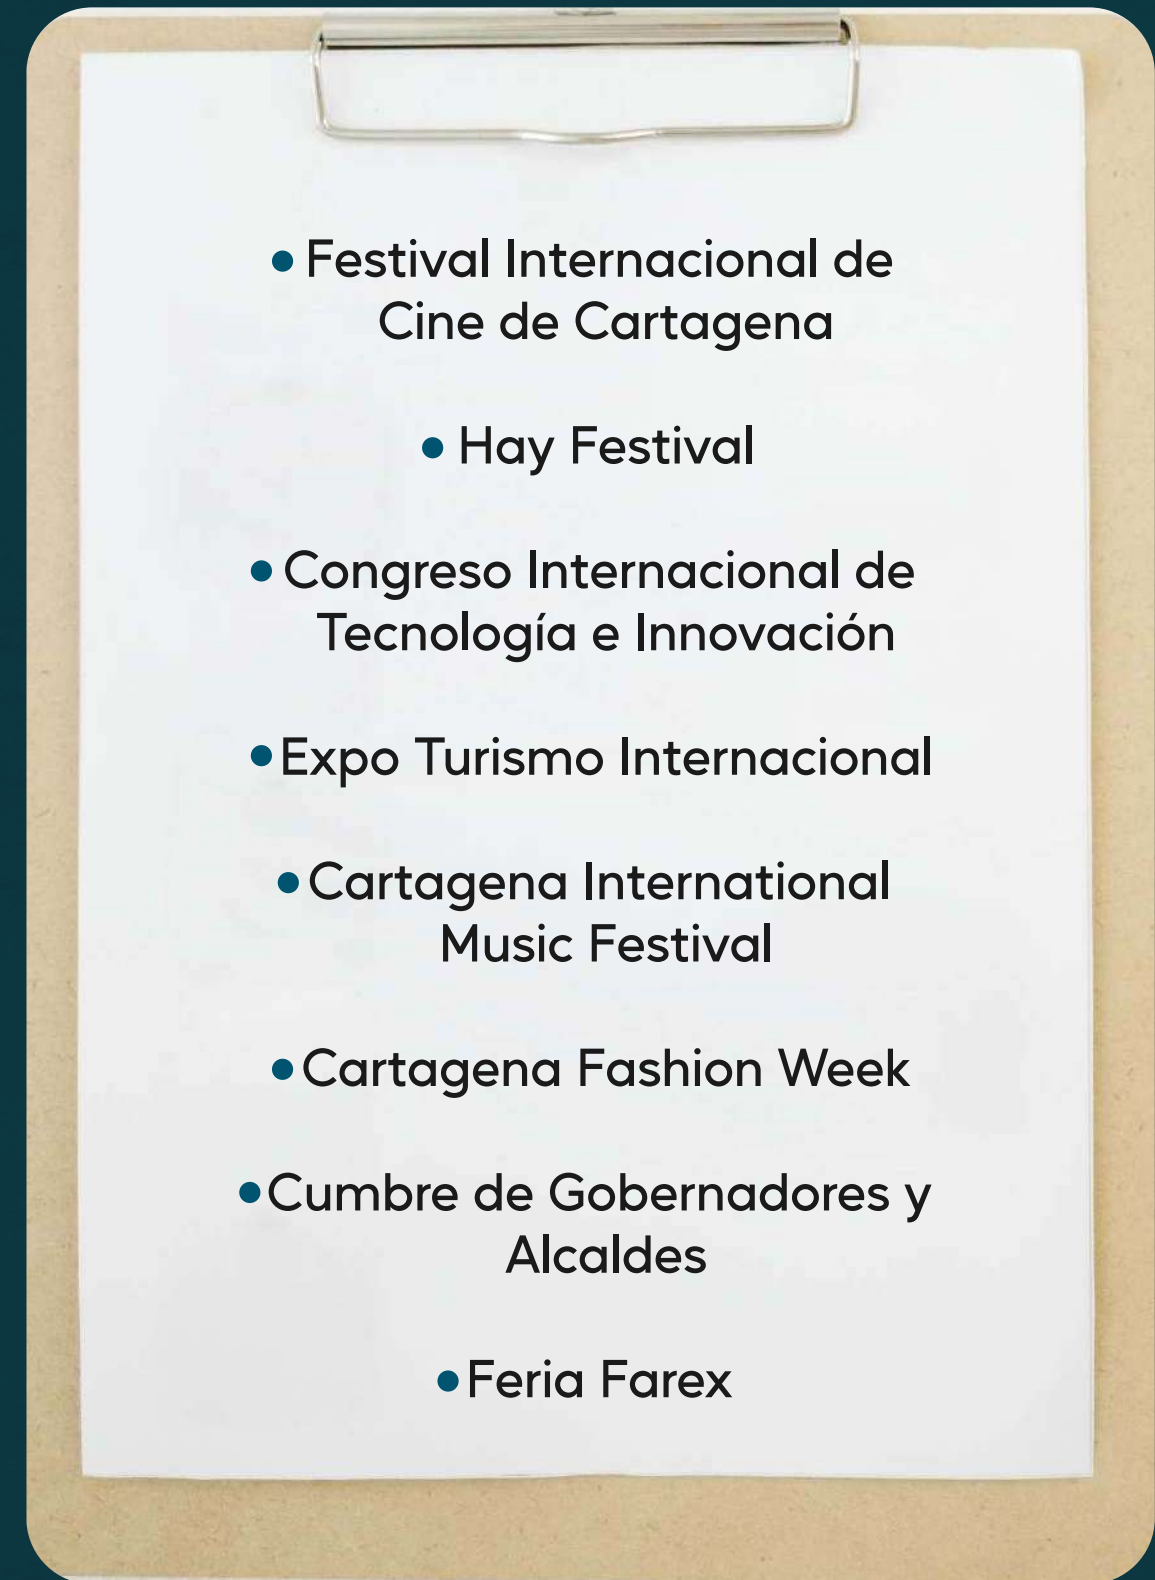 • Festival Internacional de
Cine de Cartagena
• Hay Festival
• Congreso Internacional de
Tecnología e Innovación
• Expo Turismo Internacional
• Cartagena International
Music Festival
• Cartagena Fashion Week
• Cumbre de Gobernadores y
Alcaldes
• Feria Farex